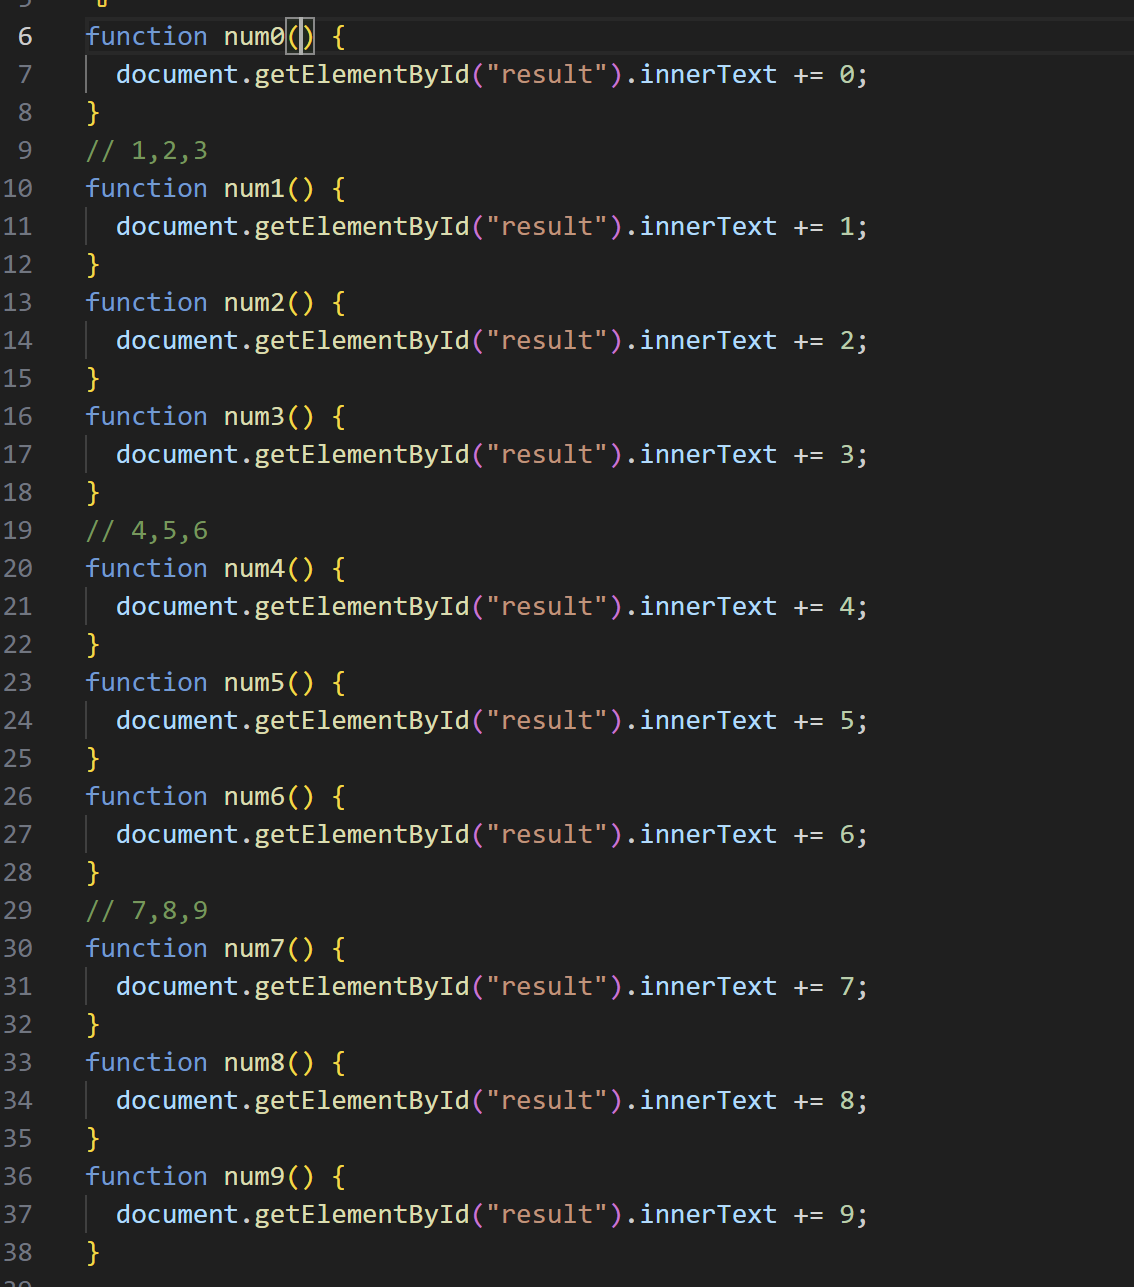 6 function num0() {
7 document.getElementById("result").innerText += 0;
8 }
9 // 1,2,3
10 function num1() {
11 document.getElementById("result").innerText += 1;
12 }
13 function num2() {
14 document.getElementById("result").innerText += 2;
15 }
16 function num3() {
17 document.getElementById("result").innerText += 3;
18 }
19 // 4,5,6
20 function num4() {
21 document.getElementById("result").innerText += 4;
22 }
23 function num5() {
24 document.getElementById("result").innerText += 5;
25 }
26 function num6() {
27 document.getElementById("result").innerText += 6;
28 }
29 // 7,8,9
30 function num7() {
31 document.getElementById("result").innerText += 7;
32 }
33 function num8() {
34 document.getElementById("result").innerText += 8;
35 }
36 function num9() {
37 document.getElementById("result").innerText += 9;
38 }